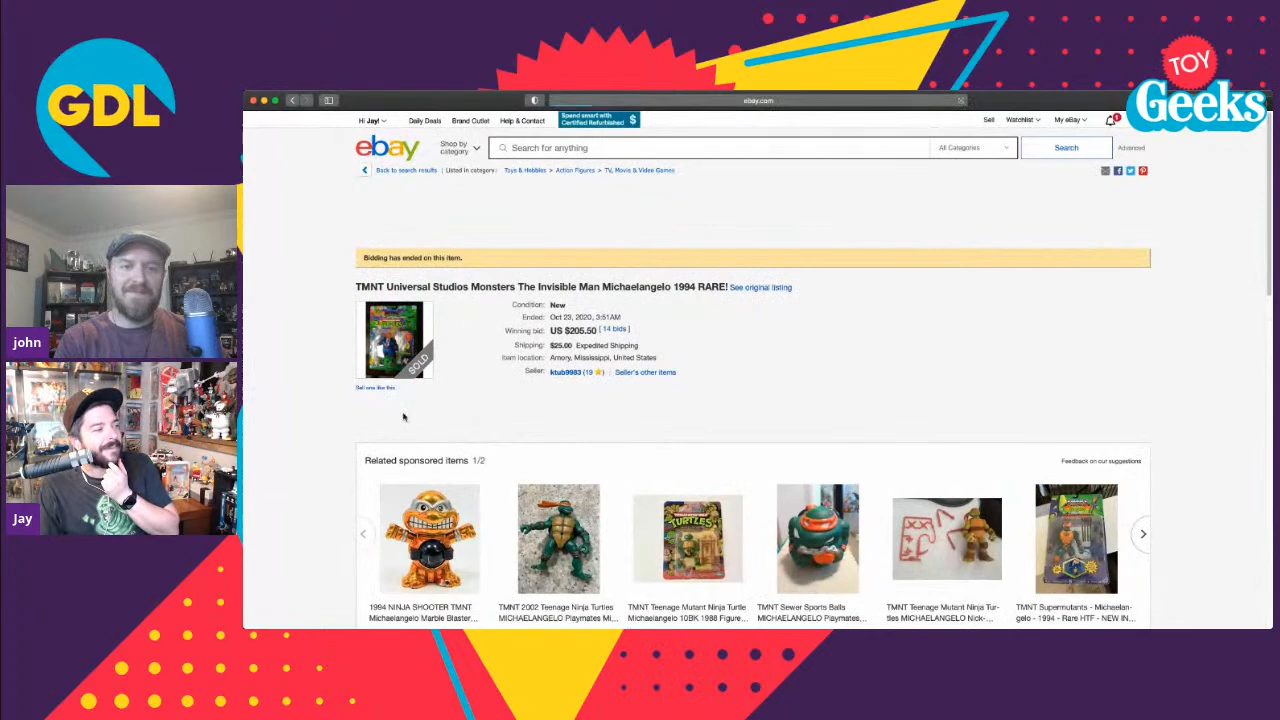 GDL
TOY
Geeks
john
Jay
ebay.com
Hi Jay!
Daily Deals
Brand Outlet
Help & Contact
Spend smart with
Certified Refurbished
$
Sell
Watchlist
My eBay
1
ebay
Shop by
category
Search for anything
All Categories
Search
Advanced
Back to search results
Listed in category:
Toys & Hobbies > Action Figures > TV, Movie & Video Games
Bidding has ended on this item.
TMNT Universal Studios Monsters The Invisible Man Michaelangelo 1994 RARE! See original listing
SOLD
Sell one like this
Condition: New
Ended: Oct 23, 2020, 3:51AM
Winning bid: US $205.50 [ 14 bids ]
Shipping: $25.00 Expedited Shipping
Item location: Amory, Mississippi, United States
Seller: ktub9983 (19 ) | Seller's other items
Related sponsored items 1/2
Feedback on our suggestions
TURTLES
1994 NINJA SHOOTER TMNT
Michaelangelo Marble Blaster...
TMNT 2002 Teenage Ninja Turtles
MICHAELANGELO Playmates Mi...
TMNT Teenage Mutant Ninja Turtle
Michaelangelo 10BK 1988 Figure...
TMNT Sewer Sports Balls
MICHAELANGELO Playmates...
TMNT Teenage Mutant Ninja Tur-
tles MICHAELANGELO Nick-...
TMNT Supermutants - Michaelan-
gelo - 1994 - Rare HTF - NEW IN...